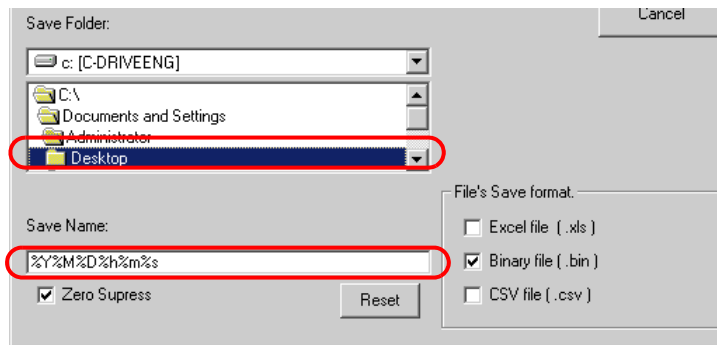 Save Folder:
Cancel
c: [C-DRIVEENG]
C:\
Documents and Settings
Administrator
Desktop
File's Save format.
Save Name:
Excel file ( .xls )
%Y%M%D%h%m%s
Binary file ( .bin )
Zero Supress
Reset
CSV file ( .csv )